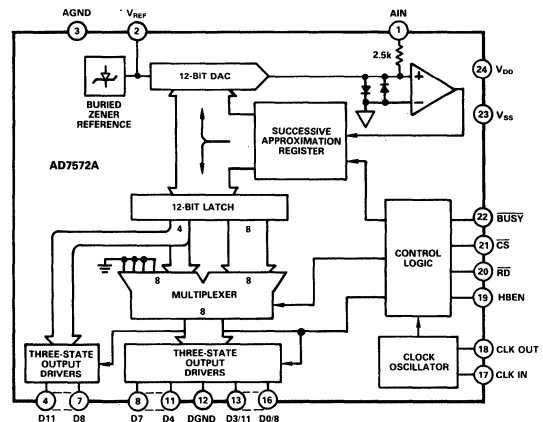 AGND
3
VREF
2
AIN
1
2.5k
12-BIT DAC
+
−
24 VDD
BURIED
ZENER
REFERENCE
23 VSS
SUCCESSIVE
APPROXIMATION
REGISTER
AD7572A
12-BIT LATCH
4
8
CONTROL
LOGIC
22 BUSY
21 CS
20 RD
19 HBEN
8
8
MULTIPLEXER
8
THREE-STATE
OUTPUT
DRIVERS
THREE-STATE
OUTPUT
DRIVERS
CLOCK
OSCILLATOR
18 CLK OUT
17 CLK IN
4
7
8
11
12
13
16
D11
D8
D7
D4
DGND
D3/11
D0/8